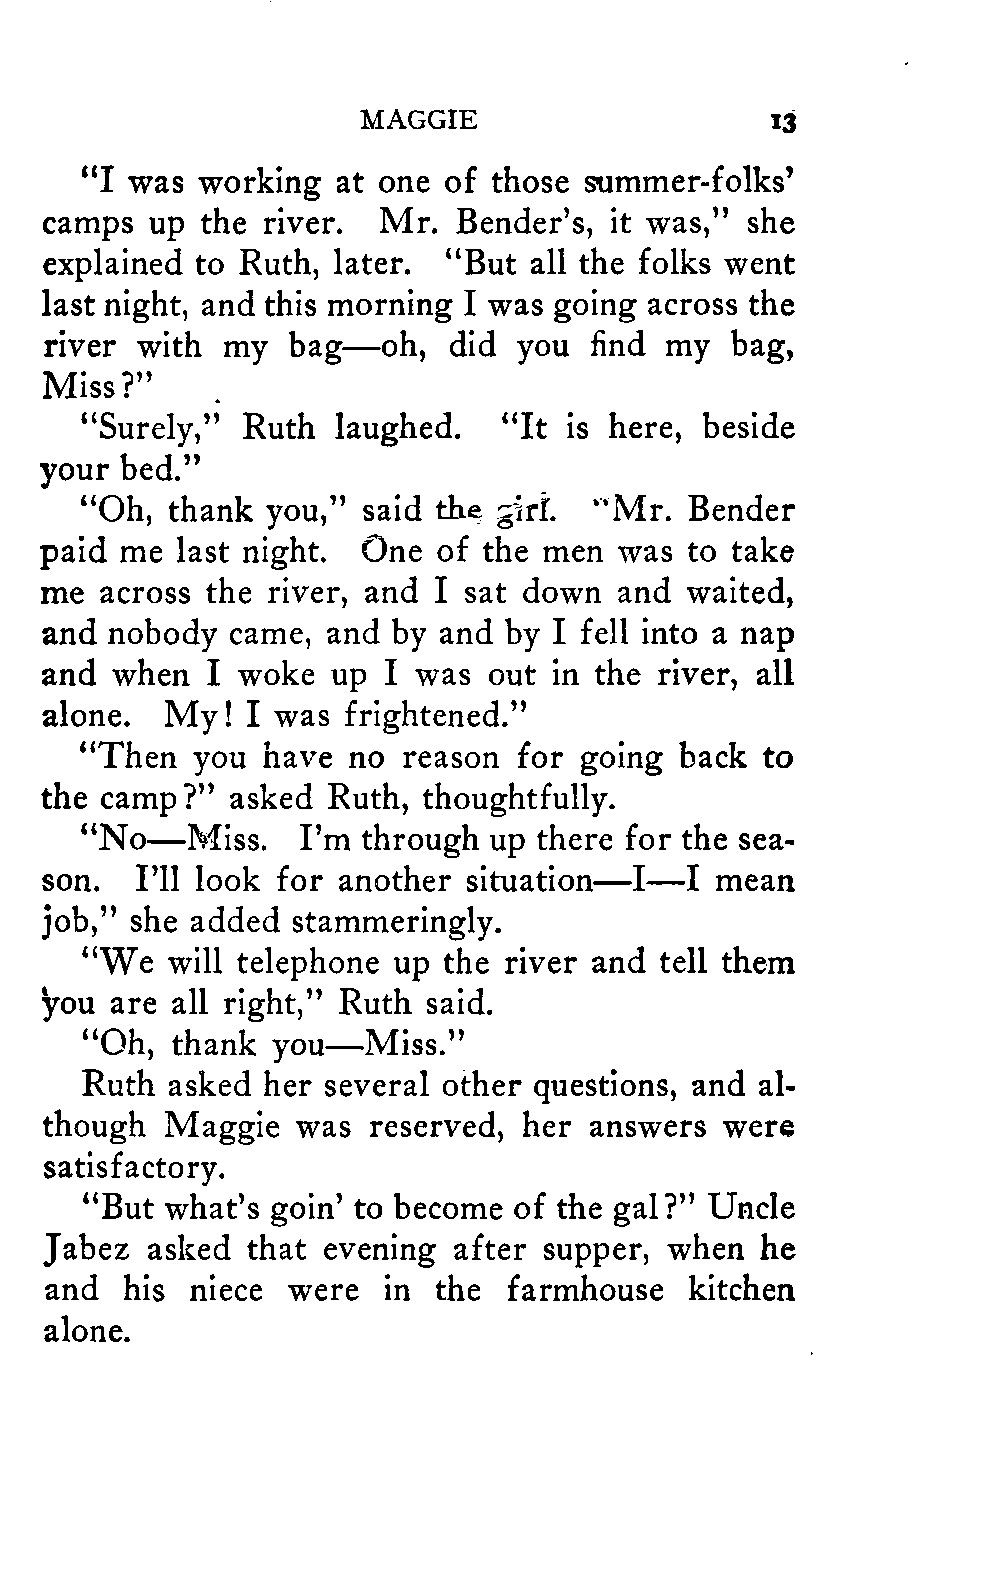 MAGGIE 13
“I was working at one of those summer-folks’
camps up the river. Mr. Bender’s, it was,” she
explained to Ruth, later. “But all the folks went
last night, and this morning I was going across the
river with my bag—oh, did you find my bag,
Miss?”
“Surely,” Ruth laughed. “It is here, beside
your bed.”
“Oh, thank you,” said the girl. “Mr. Bender
paid me last night. One of the men was to take
me across the river, and I sat down and waited,
and nobody came, and by and by I fell into a nap
and when I woke up I was out in the river, all
alone. My! I was frightened.”
“Then you have no reason for going back to
the camp?” asked Ruth, thoughtfully.
“No—Miss. I’m through up there for the sea-
son. I’ll look for another situation—I—I mean
job,” she added stammeringly.
“We will telephone up the river and tell them
you are all right,” Ruth said.
“Oh, thank you—Miss.”
Ruth asked her several other questions, and al-
though Maggie was reserved, her answers were
satisfactory.
“But what’s goin’ to become of the gal?” Uncle
Jabez asked that evening after supper, when he
and his niece were in the farmhouse kitchen
alone.